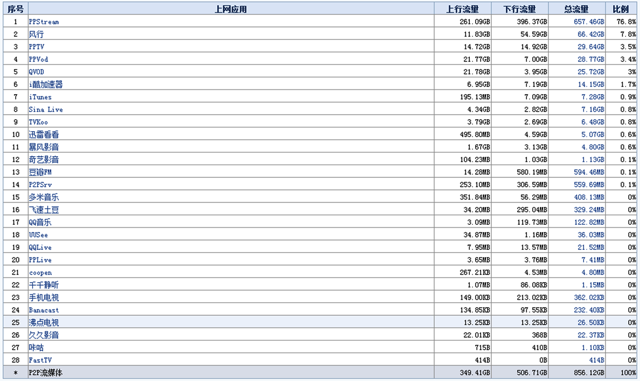 序号 上网应用 上行流量 下行流量 总流量 比例
1 PPStream 261.09GB 396.37GB 657.46GB 76.8%
2 风行 11.83GB 54.59GB 66.42GB 7.8%
3 PPTV 14.72GB 14.92GB 29.64GB 3.5%
4 PPVod 21.77GB 7.00GB 28.77GB 3.4%
5 QVOD 21.78GB 3.95GB 25.72GB 3%
6 i酷加速器 6.95GB 7.19GB 14.15GB 1.7%
7 iTunes 195.13MB 7.09GB 7.28GB 0.9%
8 Sina Live 4.34GB 2.82GB 7.16GB 0.8%
9 TVKoo 3.79GB 2.69GB 6.48GB 0.8%
10 迅雷看看 495.80MB 4.59GB 5.07GB 0.6%
11 暴风影音 1.67GB 3.13GB 4.80GB 0.6%
12 奇艺影音 104.23MB 1.03GB 1.13GB 0.1%
13 豆瓣FM 14.28MB 580.19MB 594.46MB 0.1%
14 P2PSrv 253.10MB 306.59MB 559.69MB 0.1%
15 多米音乐 351.84MB 56.29MB 408.13MB 0%
16 飞速土豆 34.20MB 295.04MB 329.24MB 0%
17 QQ音乐 3.09MB 119.73MB 122.82MB 0%
18 UUSee 34.87MB 1.16MB 36.03MB 0%
19 QQLive 7.95MB 13.57MB 21.52MB 0%
20 PPLive 3.65MB 3.76MB 7.41MB 0%
21 coopen 267.21KB 4.53MB 4.80MB 0%
22 千千静听 1.07MB 86.08KB 1.15MB 0%
23 手机电视 149.00KB 213.02KB 362.02KB 0%
24 Banacast 134.85KB 97.55KB 232.40KB 0%
25 沸点电视 13.25KB 13.25KB 26.50KB 0%
26 久久影音 22.01KB 368B 22.37KB 0%
27 咔咕 715B 410B 1.10KB 0%
28 FastTV 414B 0B 414B 0%
* P2P流媒体 349.41GB 506.71GB 856.12GB 100%